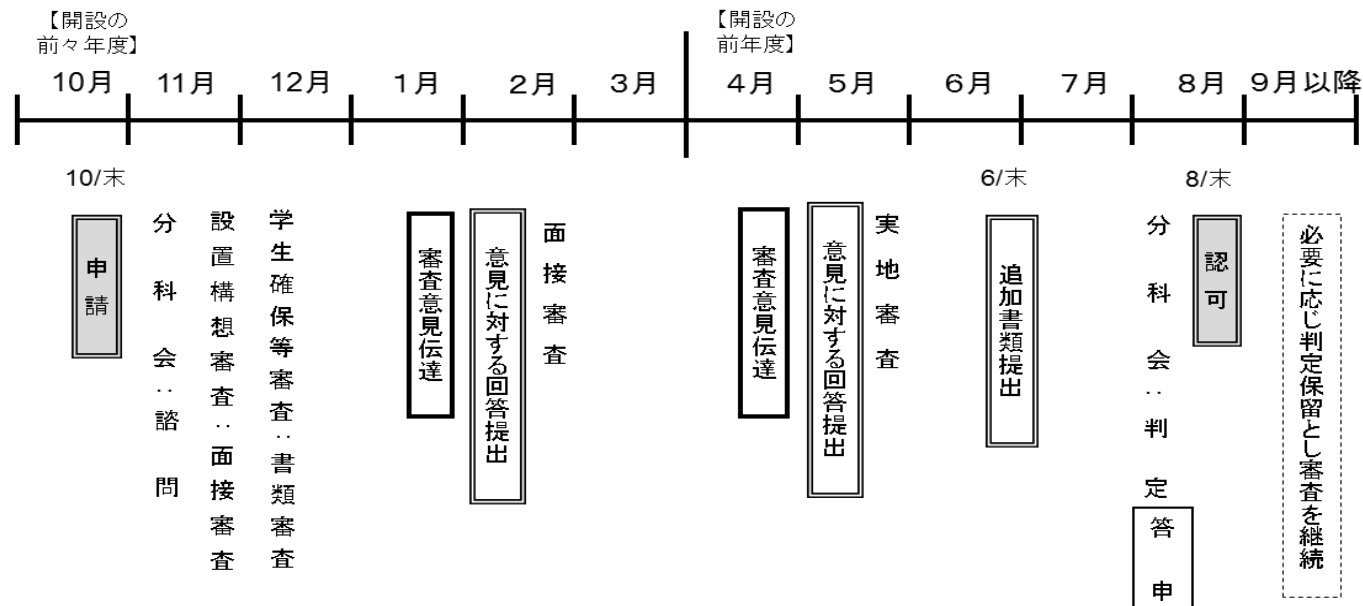 【開設の
前々年度】
【開設の
前年度】
10月 11月 12月 1月 2月 3月 4月 5月 6月 7月 8月 9月以降
10/末
6/末
8/末
申請
分科会：諮問
設置構想審査：面接審査
学生確保等審査：書類審査
審査意見伝達
意見に対する回答提出
面接審査
審査意見伝達
意見に対する回答提出
実地審査
追加書類提出
分科会：判定
答申
認可
必要に応じ判定保留とし審査を継続